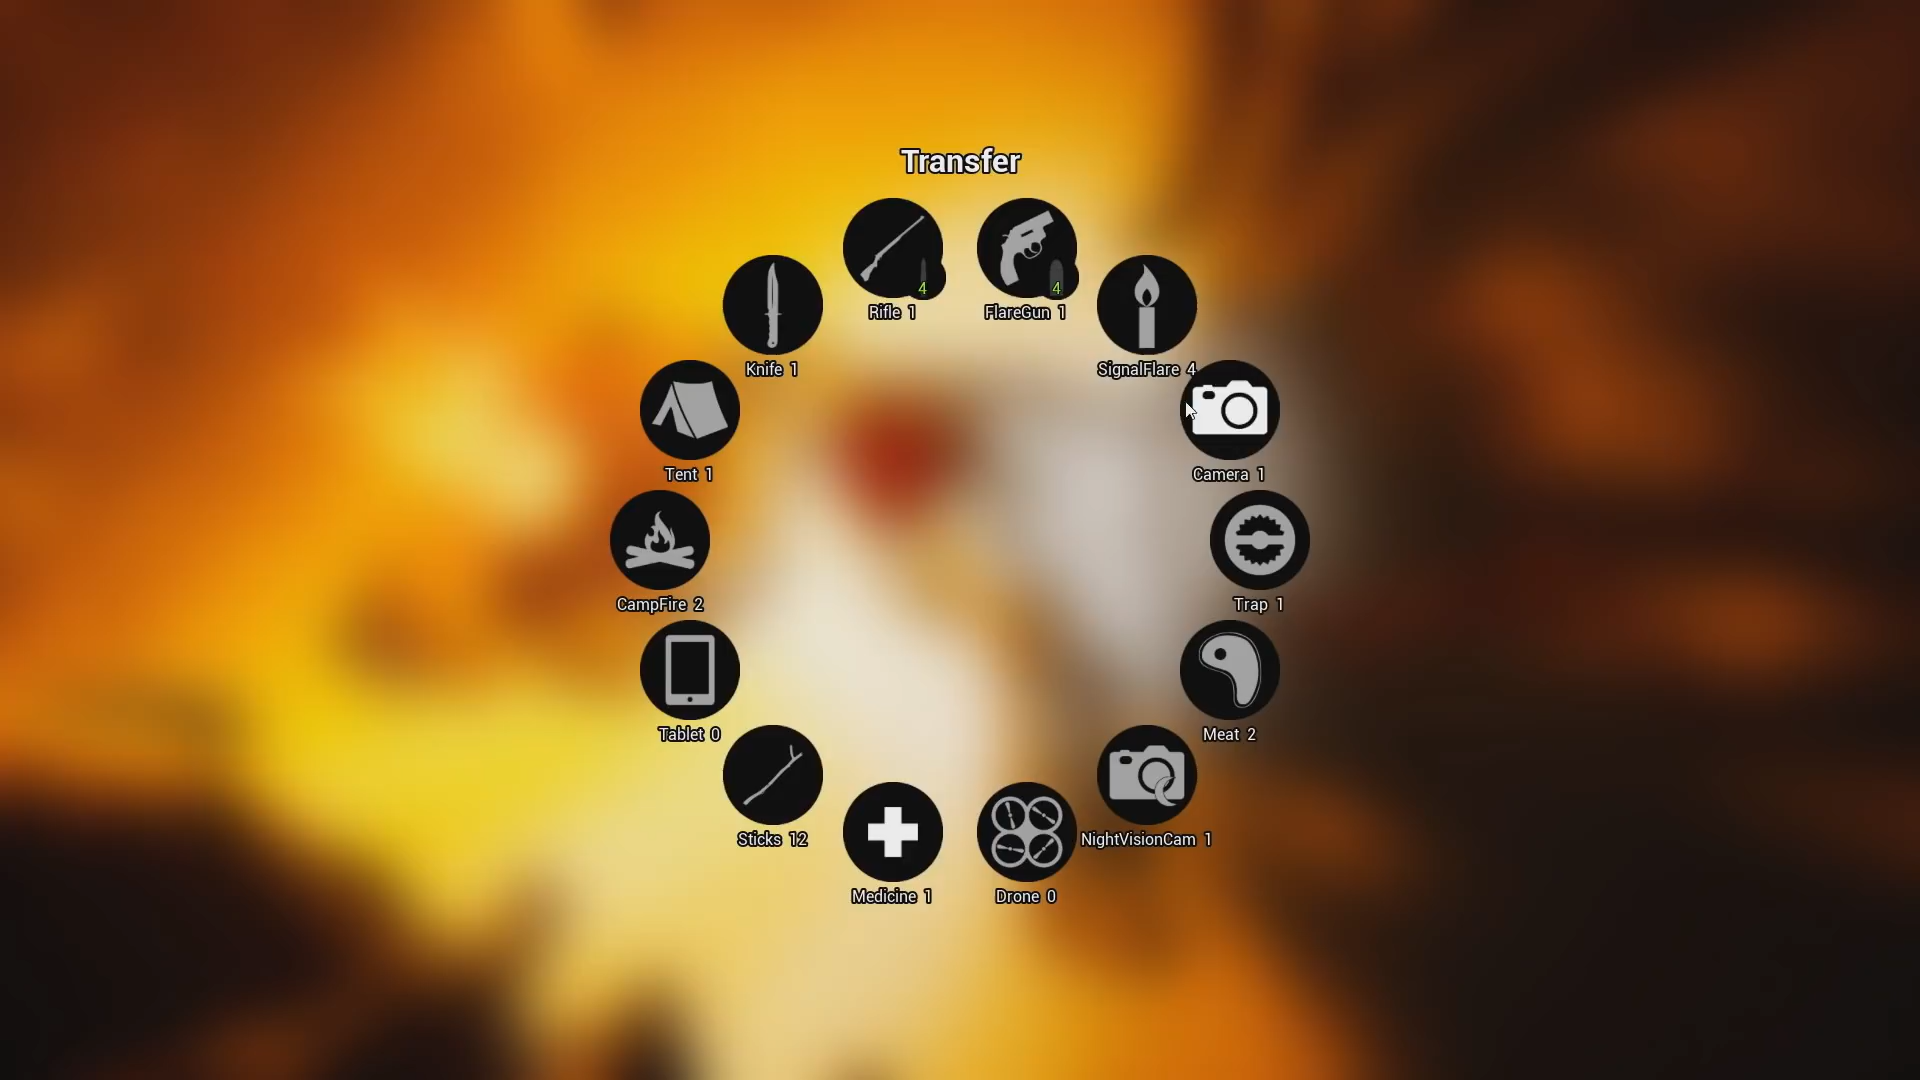 Transfer
4
Rifle 1
4
FlareGun 1
Knife 1
SignalFlare 4
Tent 1
Camera 1
CampFire 2
Trap 1
Tablet 0
Meat 2
Sticks 12
NightVisionCam 1
Medicine 1
Drone 0